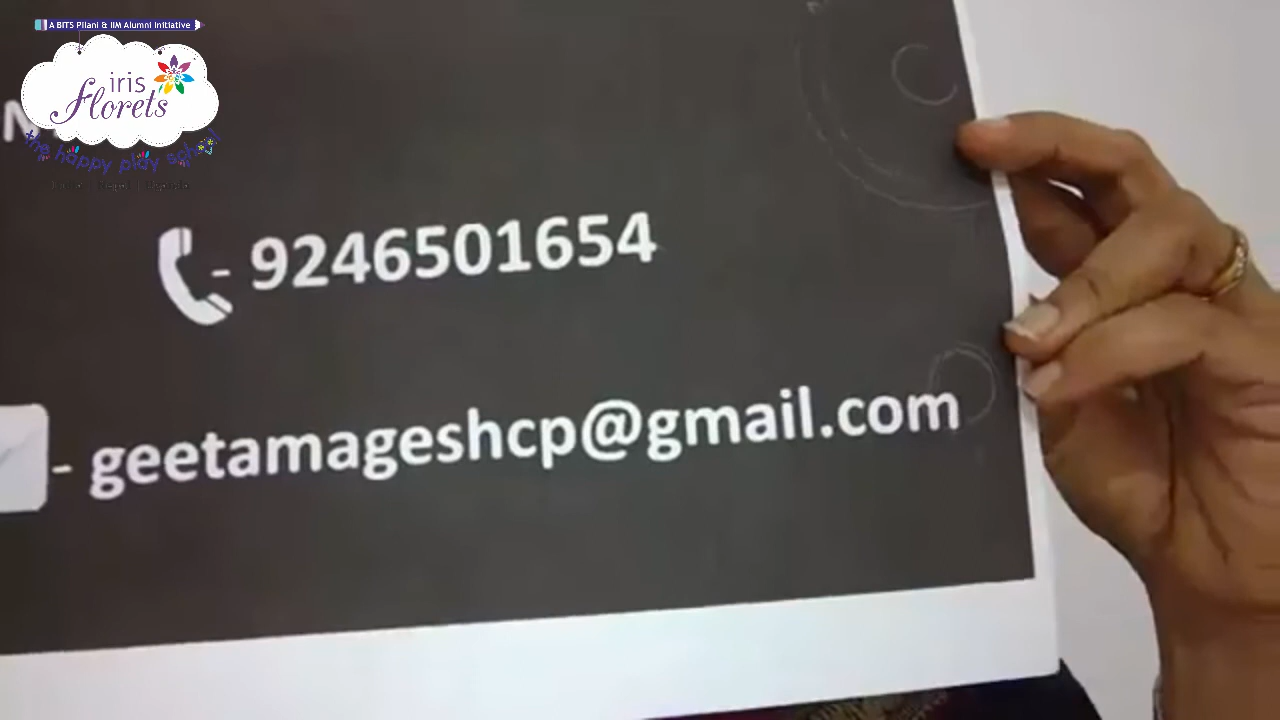 A BITS Pilani & IIM Alumni Initiative
iris
florets
the happy play school
- 9246501654
- geetamageshcp@gmail.com